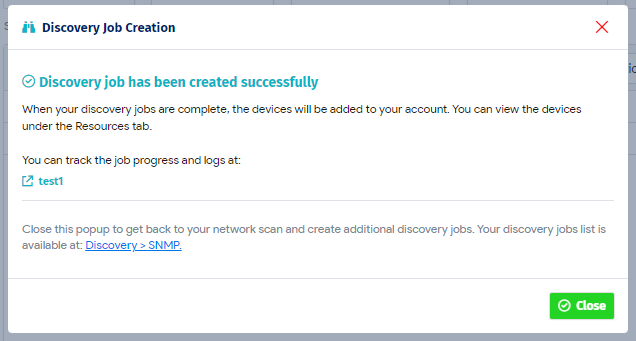 Discovery Job Creation
Discovery job has been created successfully
When your discovery jobs are complete, the devices will be added to your account. You can view the devices
under the Resources tab.
You can track the job progress and logs at:
test1
Close this popup to get back to your network scan and create additional discovery jobs. Your discovery jobs list is
available at: Discovery > SNMP.
Close